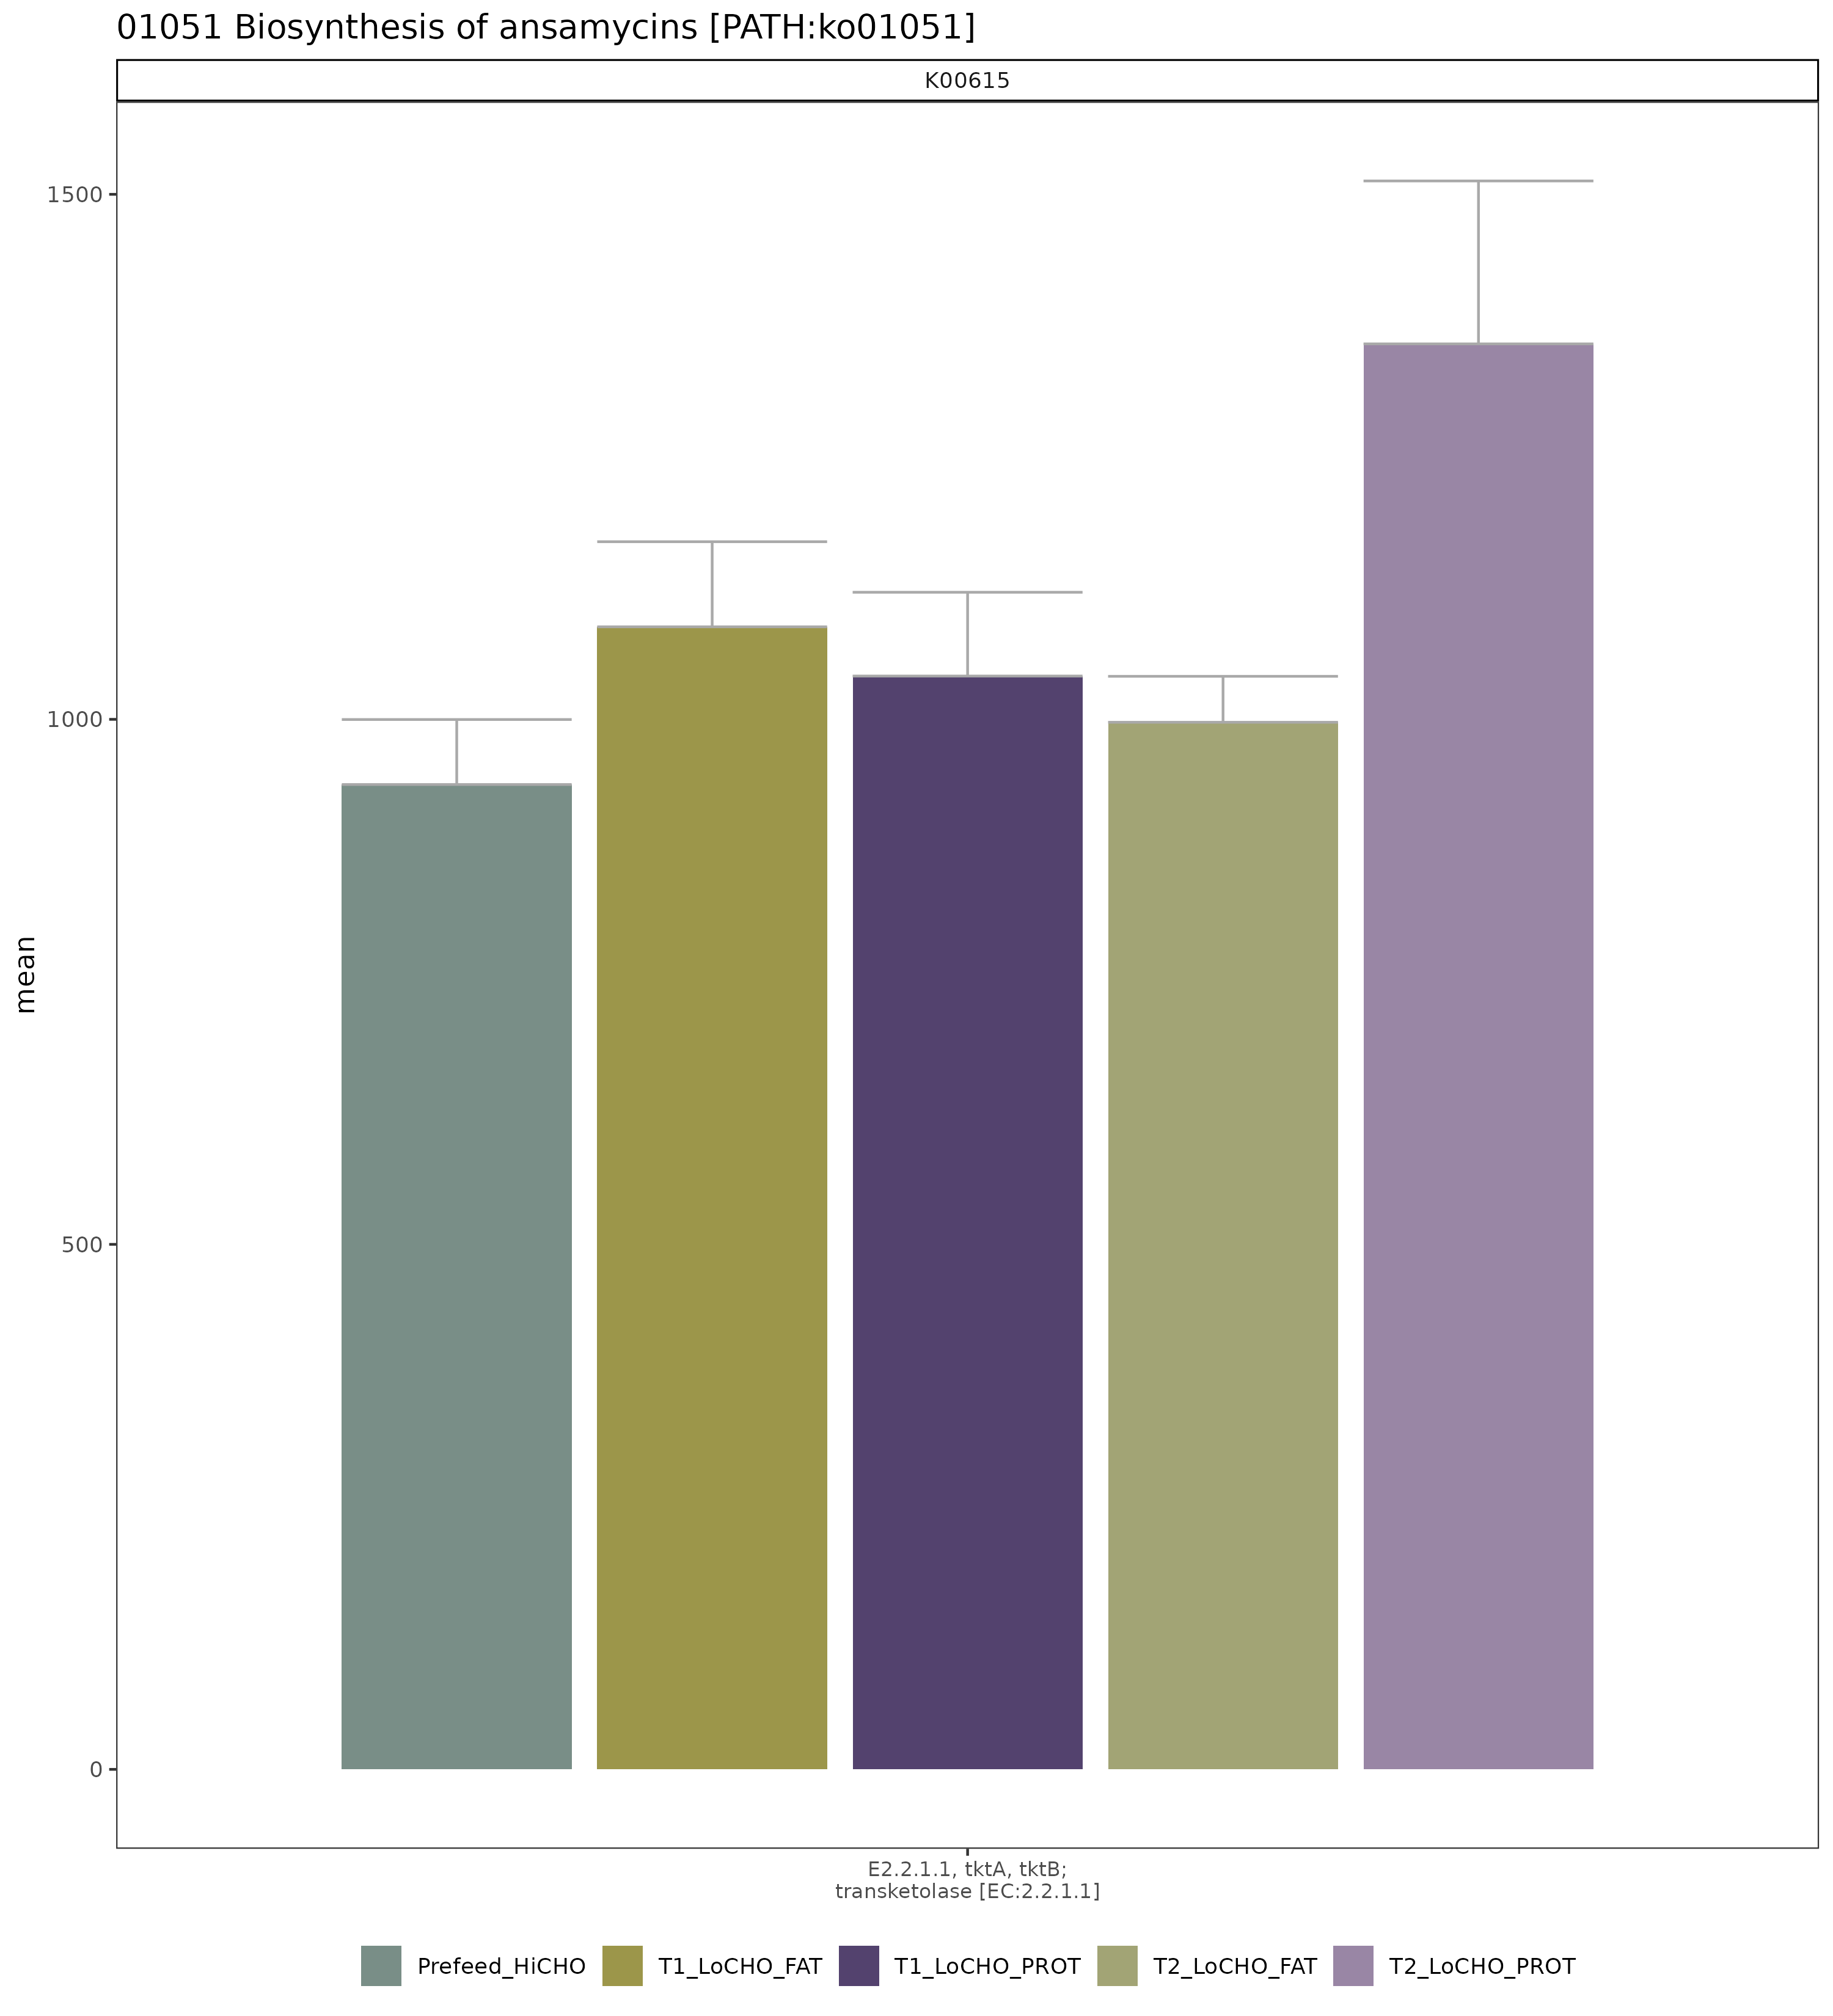 01051 Biosynthesis of ansamycins [PATH:ko01051]
K00615
1500
1000
500
0
mean
E2.2.1.1, tktA, tktB;
transketolase [EC:2.2.1.1]
Prefeed_HiCHO T1_LoCHO_FAT T1_LoCHO_PROT T2_LoCHO_FAT T2_LoCHO_PROT